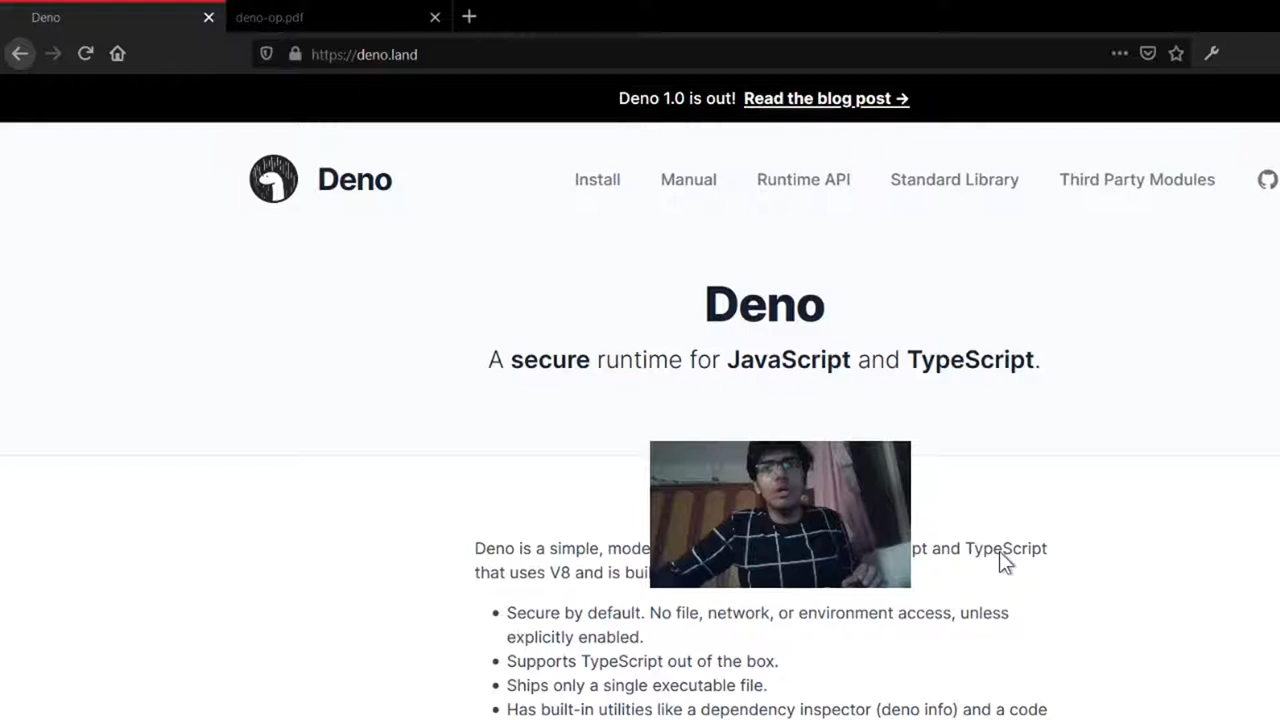 Deno
deno-op.pdf
https://deno.land
Deno 1.0 is out! Read the blog post →
Deno
Install
Manual
Runtime API
Standard Library
Third Party Modules
Deno
A secure runtime for JavaScript and TypeScript.
Deno is a simple, and TypeScript
that uses V8 and is
• Secure by default. No file, network, or environment access, unless
explicitly enabled.
• Supports TypeScript out of the box.
• Ships only a single executable file.
• Has built-in utilities like a dependency inspector (deno info) and a code